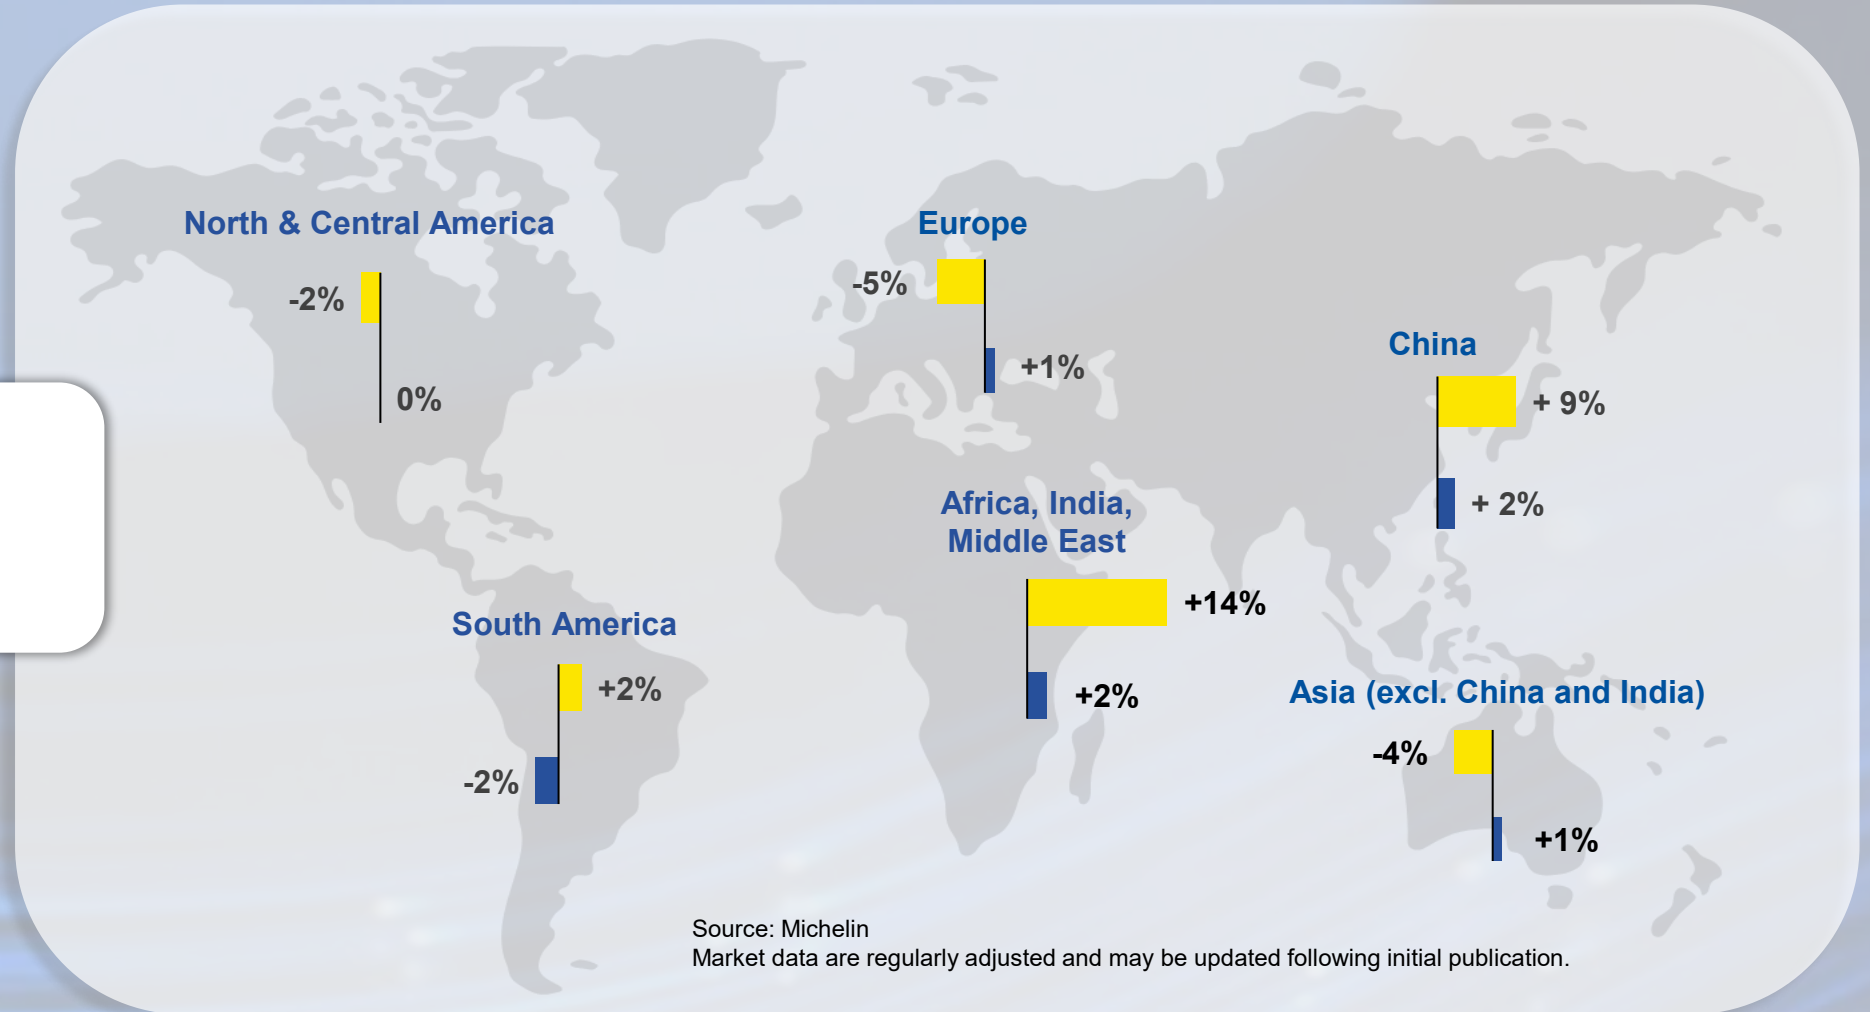 North & Central America
-2%
0%
Europe
-5%
+1%
China
+ 9%
+ 2%
Africa, India,
Middle East
+14%
+2%
South America
+2%
-2%
Asia (excl. China and India)
-4%
+1%
Source: Michelin
Market data are regularly adjusted and may be updated following initial publication.